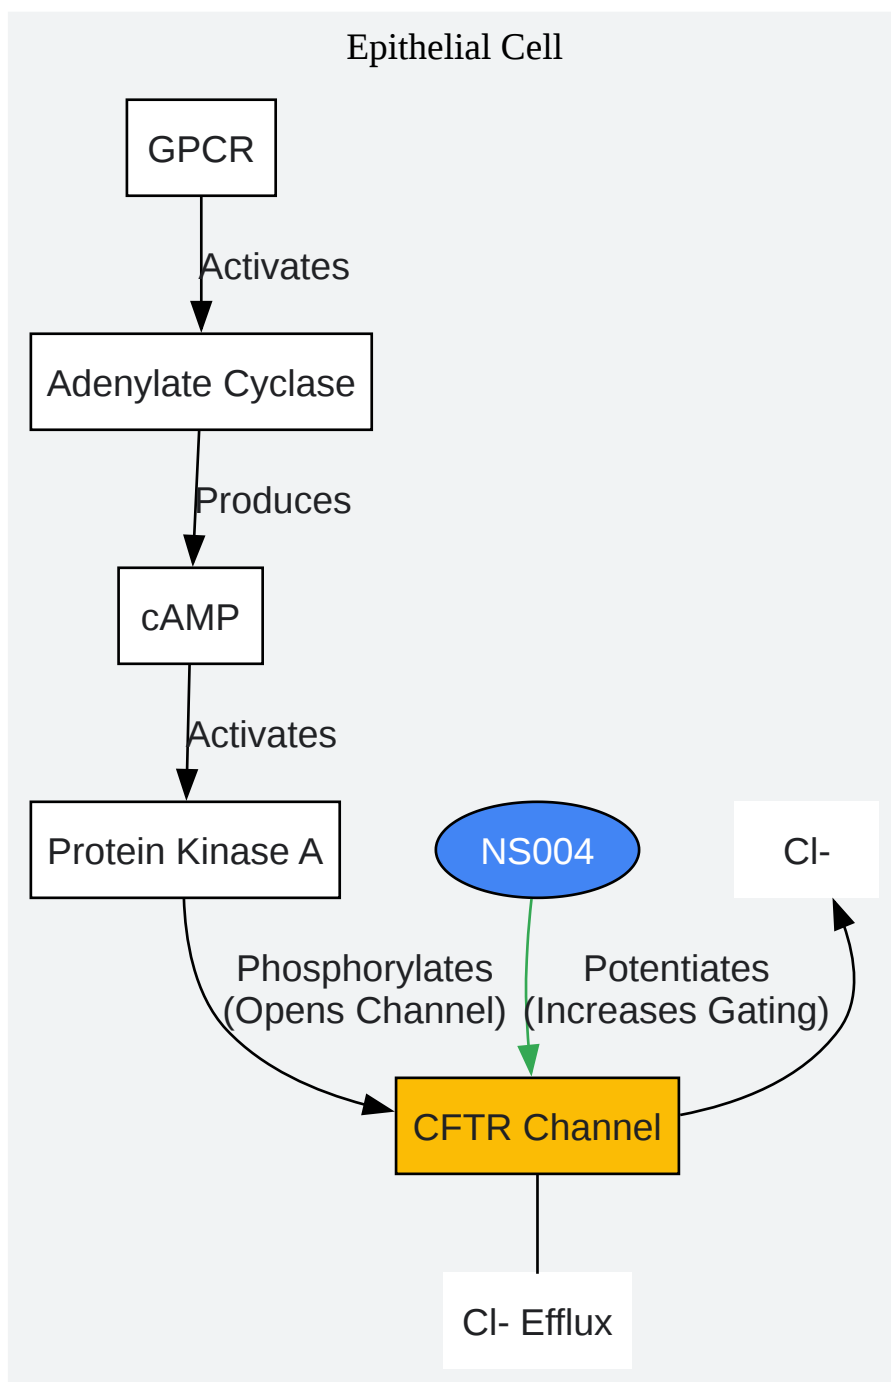 Epithelial Cell
GPCR
Activates
Adenylate Cyclase
Produces
cAMP
Activates
Protein Kinase A
NS004
Cl-
Phosphorylates
(Opens Channel)
Potentiates
(Increases Gating)
CFTR Channel
Cl- Efflux